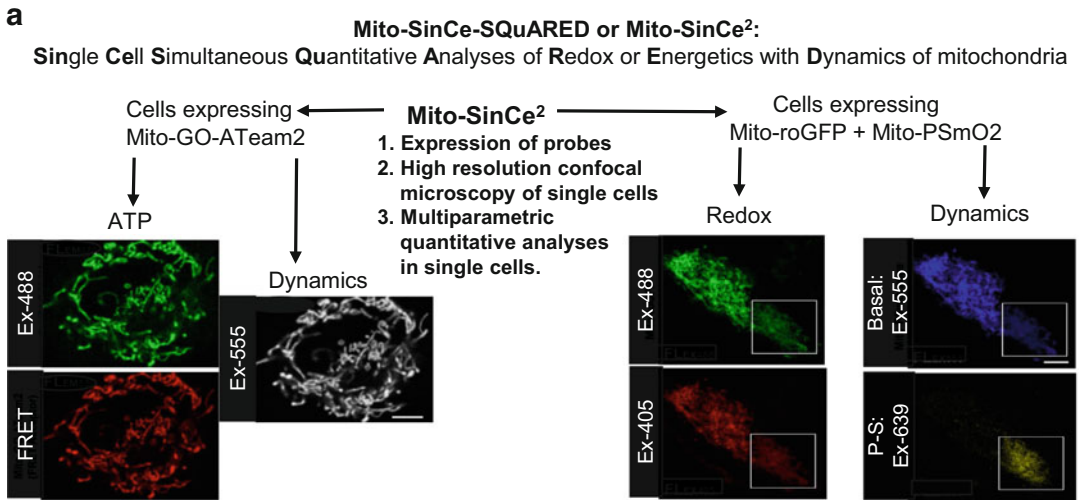 a
Mito-SinCe-SQuARED or Mito-SinCe²:
Single Cell Simultaneous Quantitative Analyses of Redox or Energetics with Dynamics of mitochondria
Cells expressing
Mito-GO-ATeam2
Mito-SinCe²
1. Expression of probes
2. High resolution confocal
microscopy of single cells
3. Multiparametric
quantitative analyses
in single cells.
Cells expressing
Mito-roGFP + Mito-PSmO2
ATP
Ex-488
FRET
Dynamics
Ex-555
Redox
Ex-488
Ex-405
Dynamics
Basal:
Ex-555
P-S:
Ex-639